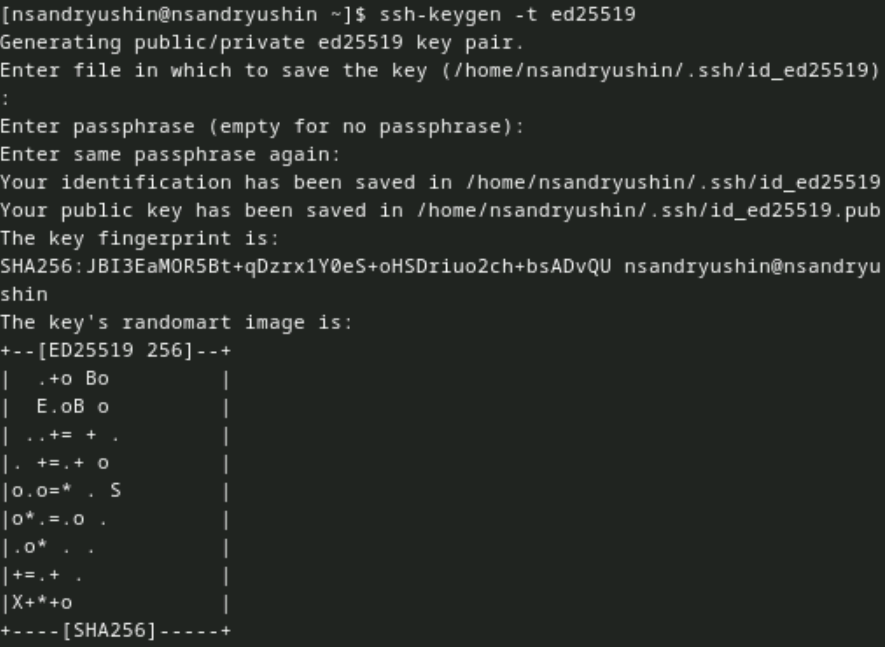 [nsandryushin@nsandryushin ~]$ ssh-keygen -t ed25519
Generating public/private ed25519 key pair.
Enter file in which to save the key (/home/nsandryushin/.ssh/id_ed25519)
:
Enter passphrase (empty for no passphrase):
Enter same passphrase again:
Your identification has been saved in /home/nsandryushin/.ssh/id_ed25519
Your public key has been saved in /home/nsandryushin/.ssh/id_ed25519.pub
The key fingerprint is:
SHA256:JBI3EaMOR5Bt+qDzrx1Y0eS+oHSDriuo2ch+bsADvQU nsandryushin@nsandryu
shin
The key's randomart image is:
+--[ED25519 256]--+
|  .+o Bo         |
|  E.oB o         |
| ..+= + .        |
|. +=.+ o         |
|o.o=* . S        |
|o*.=.o .         |
|.o* . .          |
|+=.+ .           |
|X+*+o            |
+----[SHA256]-----+